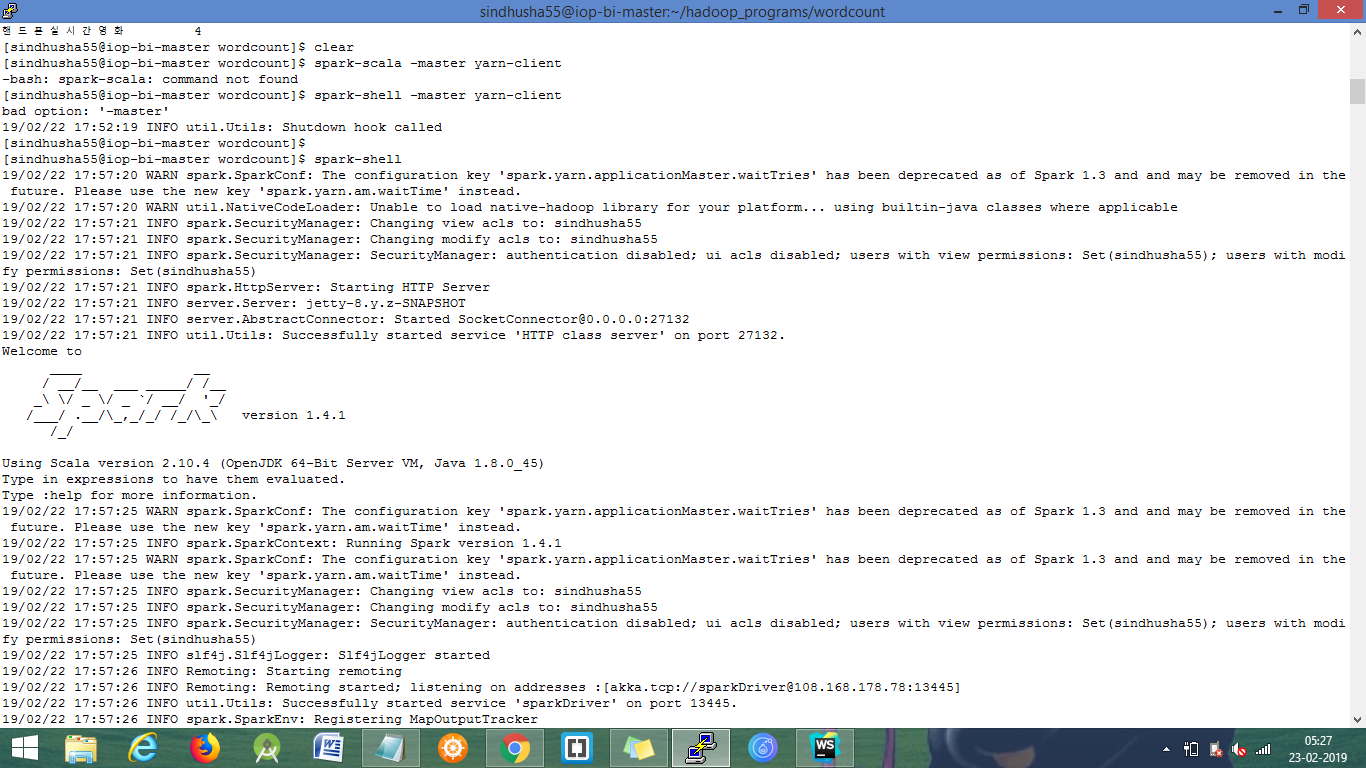 sindhusha55@iop-bi-master:~/hadoop_programs/wordcount
핸드폰실시간영화 4
[sindhusha55@iop-bi-master wordcount]$ clear
[sindhusha55@iop-bi-master wordcount]$ spark-scala -master yarn-client
-bash: spark-scala: command not found
[sindhusha55@iop-bi-master wordcount]$ spark-shell -master yarn-client
bad option: '-master'
19/02/22 17:52:19 INFO util.Utils: Shutdown hook called
[sindhusha55@iop-bi-master wordcount]$
[sindhusha55@iop-bi-master wordcount]$ spark-shell
19/02/22 17:57:20 WARN spark.SparkConf: The configuration key 'spark.yarn.applicationMaster.waitTries' has been deprecated as of Spark 1.3 and and may be removed in the
future. Please use the new key 'spark.yarn.am.waitTime' instead.
19/02/22 17:57:20 WARN util.NativeCodeLoader: Unable to load native-hadoop library for your platform... using builtin-java classes where applicable
19/02/22 17:57:21 INFO spark.SecurityManager: Changing view acls to: sindhusha55
19/02/22 17:57:21 INFO spark.SecurityManager: Changing modify acls to: sindhusha55
19/02/22 17:57:21 INFO spark.SecurityManager: SecurityManager: authentication disabled; ui acls disabled; users with view permissions: Set(sindhusha55); users with modi
fy permissions: Set(sindhusha55)
19/02/22 17:57:21 INFO spark.HttpServer: Starting HTTP Server
19/02/22 17:57:21 INFO server.Server: jetty-8.y.z-SNAPSHOT
19/02/22 17:57:21 INFO server.AbstractConnector: Started SocketConnector@0.0.0.0:27132
19/02/22 17:57:21 INFO util.Utils: Successfully started service 'HTTP class server' on port 27132.
Welcome to
Spark version 1.4.1
Using Scala version 2.10.4 (OpenJDK 64-Bit Server VM, Java 1.8.0_45)
Type in expressions to have them evaluated.
Type :help for more information.
19/02/22 17:57:25 WARN spark.SparkConf: The configuration key 'spark.yarn.applicationMaster.waitTries' has been deprecated as of Spark 1.3 and and may be removed in the
future. Please use the new key 'spark.yarn.am.waitTime' instead.
19/02/22 17:57:25 INFO spark.SparkContext: Running Spark version 1.4.1
19/02/22 17:57:25 WARN spark.SparkConf: The configuration key 'spark.yarn.applicationMaster.waitTries' has been deprecated as of Spark 1.3 and and may be removed in the
future. Please use the new key 'spark.yarn.am.waitTime' instead.
19/02/22 17:57:25 INFO spark.SecurityManager: Changing view acls to: sindhusha55
19/02/22 17:57:25 INFO spark.SecurityManager: Changing modify acls to: sindhusha55
19/02/22 17:57:25 INFO spark.SecurityManager: SecurityManager: authentication disabled; ui acls disabled; users with view permissions: Set(sindhusha55); users with modi
fy permissions: Set(sindhusha55)
19/02/22 17:57:25 INFO slf4j.Slf4jLogger: Slf4jLogger started
19/02/22 17:57:26 INFO Remoting: Starting remoting
19/02/22 17:57:26 INFO Remoting: Remoting started; listening on addresses :[akka.tcp://sparkDriver@108.168.178.78:13445]
19/02/22 17:57:26 INFO util.Utils: Successfully started service 'sparkDriver' on port 13445.
19/02/22 17:57:26 INFO spark.SparkEnv: Registering MapOutputTracker
WS
05:27
23-02-2019